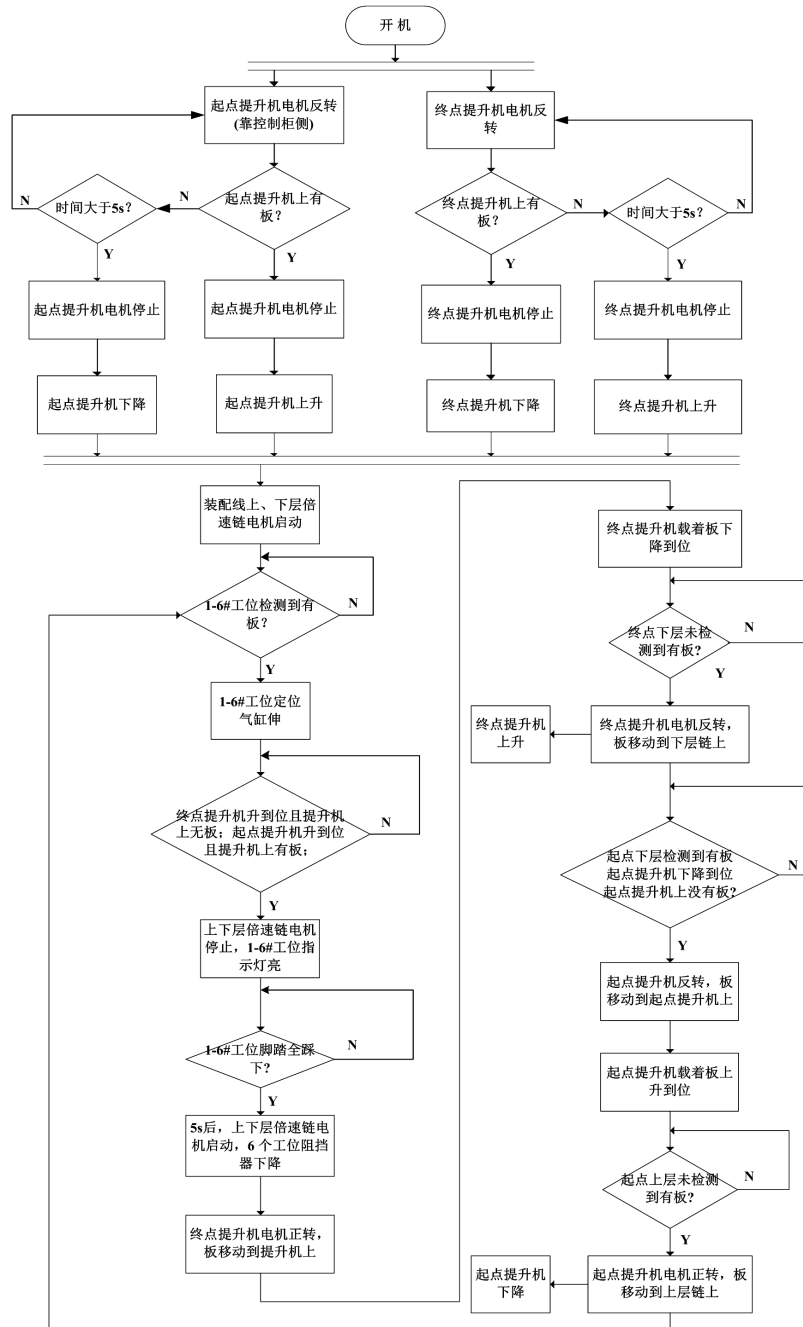 开 机
起点提升机电机反转
(靠控制柜侧)
终点提升机电机反
转
N
时间大于5s?
N
起点提升机上有
板?
终点提升机上有
板?
N
时间大于5s?
N
Y
Y
Y
Y
起点提升机电机停止
起点提升机电机停止
终点提升机电机停止
终点提升机电机停止
起点提升机下降
起点提升机上升
终点提升机下降
终点提升机上升
装配线上、下层倍
速链电机启动
1-6#工位检测到有
板?
N
Y
1-6#工位定位
气缸伸
终点提升机升到位且提升机
上无板；起点提升机升到位
且提升机上有板；
N
Y
上下层倍速链电机
停止，1-6#工位指
示灯亮
1-6#工位脚踏全踩
下?
N
Y
5s后，上下层倍速链电
机启动，6 个工位阻挡
器下降
终点提升机电机正转，
板移动到提升机上
终点提升机载着板下
降到位
终点下层未检
测到有板?
N
Y
终点提升机
上升
终点提升机电机反转，
板移动到下层链上
起点下层检测到有板
起点提升机下降到位
起点提升机上没有板?
N
Y
起点提升机反转，板
移动到起点提升机上
起点提升机载着板上
升到位
起点上层未检测
到有板?
N
Y
起点提升机
下降
起点提升机电机正转，板
移动到上层链上